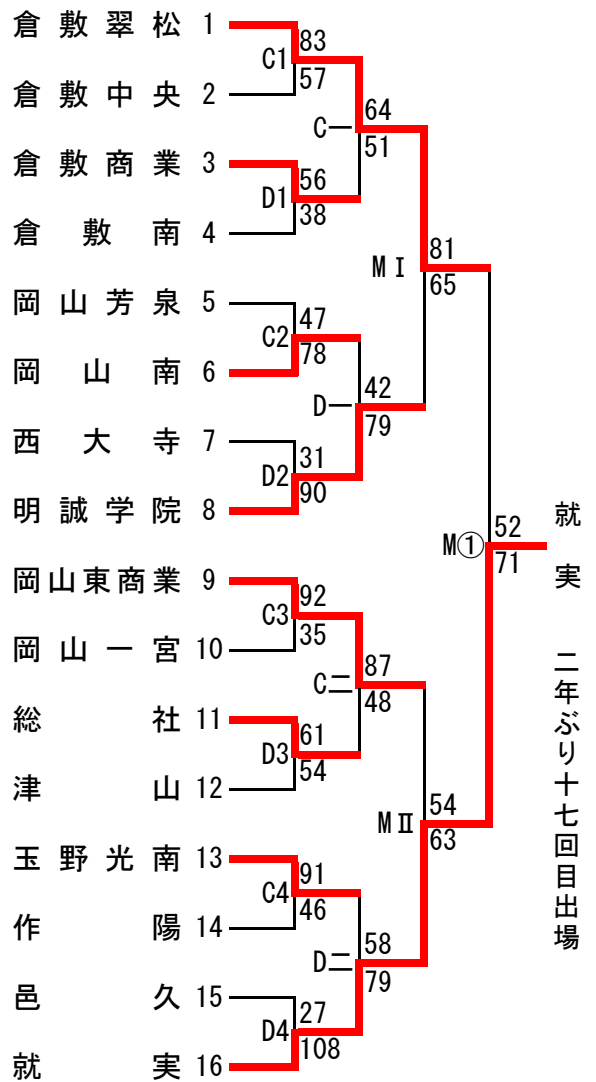 倉敷翠松 1
83
C1
57
倉敷中央 2
64
C一
51
倉敷商業 3
56
D1
38
倉敷南 4
81
MⅠ
65
岡山芳泉 5
47
C2
78
岡山南 6
42
D一
79
西大寺 7
31
D2
90
明誠学院 8
52
M①
71
就実 二年ぶり十七回目出場
岡山東商業 9
92
C3
35
岡山一宮 10
87
C二
48
総社 11
61
D3
54
津山 12
54
MⅡ
63
玉野光南 13
91
C4
46
作陽 14
58
D二
79
邑久 15
27
D4
108
就実 16